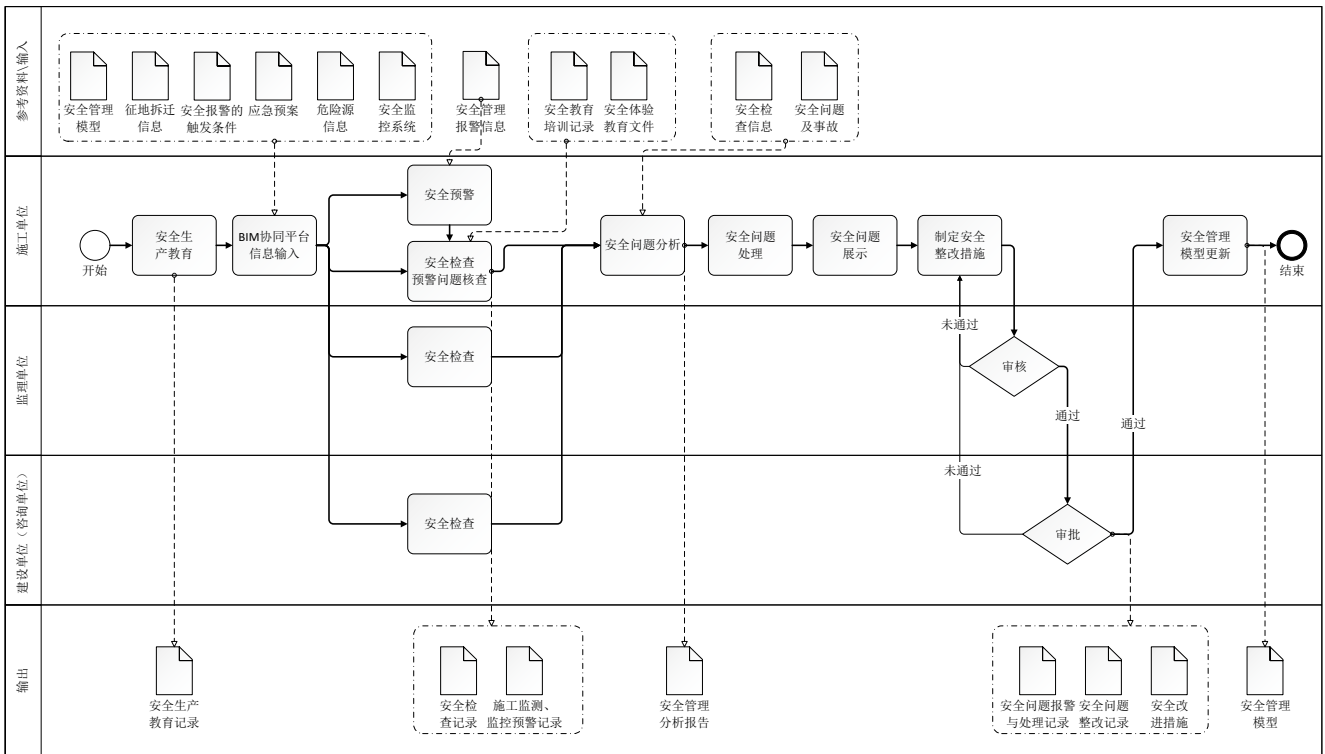 参考资料\输入
安全管理
模型
征地拆迁
信息
安全报警的
触发条件
应急预案
危险源
信息
安全监
控系统
安全管理
报警信息
安全教育
培训记录
安全体验
教育文件
安全检
查信息
安全问题
及事故
施工单位
开始
安全生
产教育
BIM协同平台
信息输入
安全预警
安全检查
预警问题核查
安全问题分析
安全问题
处理
安全问题
展示
制定安全
整改措施
安全管理
模型更新
结束
监理单位
安全检查
未通过
审核
通过
通过
建设单位（咨询单位）
安全检查
未通过
审批
输出
安全生产
教育记录
安全检
查记录
施工监测、
监控预警记录
安全管理
分析报告
安全问题报警
与处理记录
安全问题
整改记录
安全改
进措施
安全管理
模型